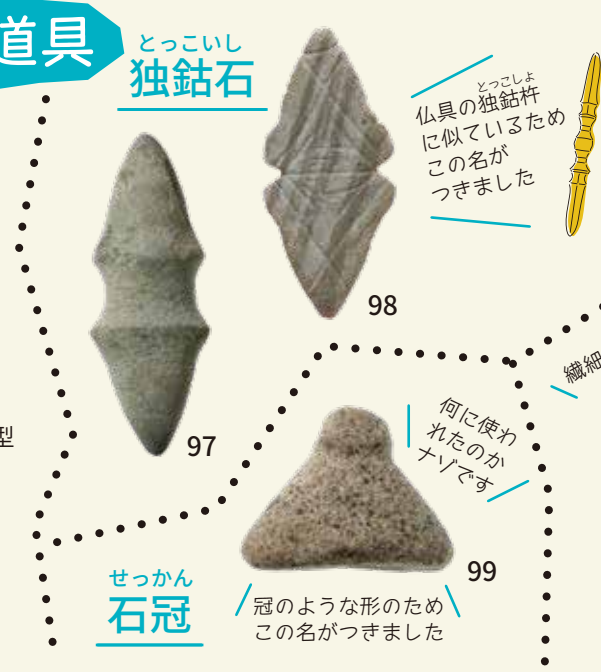 道具
とっこいし
独鈷石
とっこしょ
仏具の独鈷杵
に似ているため
この名が
つきました
98
97
型
繊細
何に使わ
れたのか
ナゾです
99
せっかん
石冠
冠のような形のため
この名がつきました